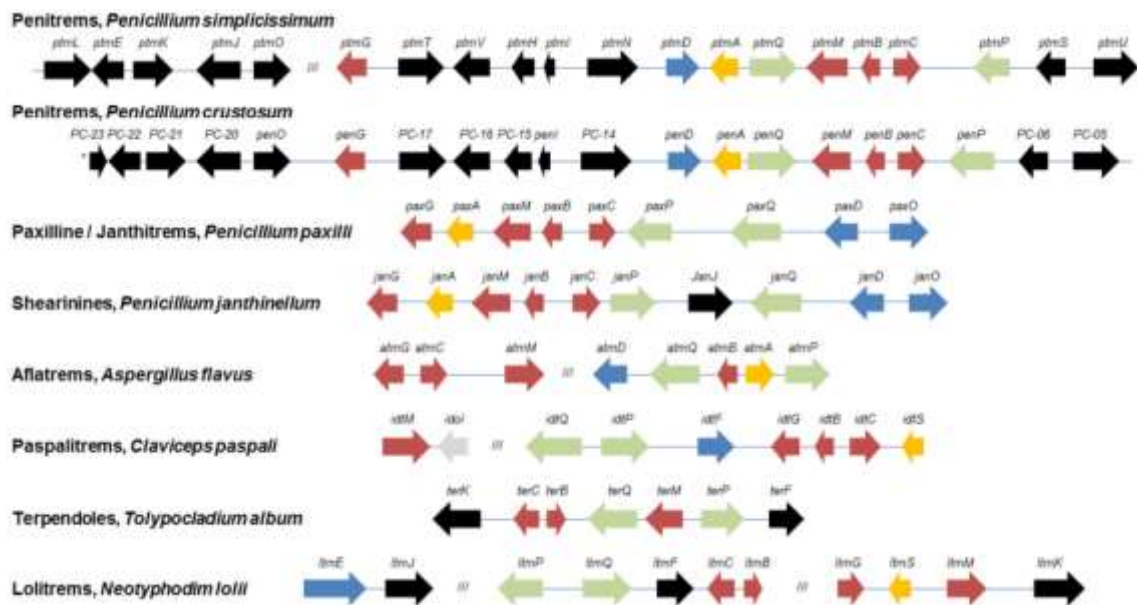 Penitrems, Penicillium simplicissimum
ptmL ptmE ptmK ptmJ ptmO /// ptmG ptmT ptmV ptmH ptmI ptmN ptmD ptmA ptmQ ptmM ptmB ptmC ptmP ptmS ptmU
Penitrems, Penicillium crustosum
PC-23 PC-22 PC-21 PC-20 penO penG PC-17 PC-16 PC-15 penI PC-14 penD penA penQ penM penB penC penP PC-06 PC-05
paxG paxA paxM paxB paxC paxP paxQ paxD paxO
Paxilline / Janthitrems, Penicillium paxilli
janG janA janM janB janC janP JanJ janQ janD janO
Shearinines, Penicillium janthinellum
atmG atmC atmM atmD atmQ atmB atmA atmP
Aflatrems, Aspergillus flavus ///
idtM idoI idtQ idtP idtF idtG idtB idtC idtS
Paspalitrems, Claviceps paspali ///
terK terC terB terQ terM terP terF
Terpendoles, Tolypocladium album
ltmE ltmJ ltmP ltmQ ltmF ltmC ltmB ltmG ltmS ltmM ltmK
Lolitrems, Neotyphodim lolii /// ///